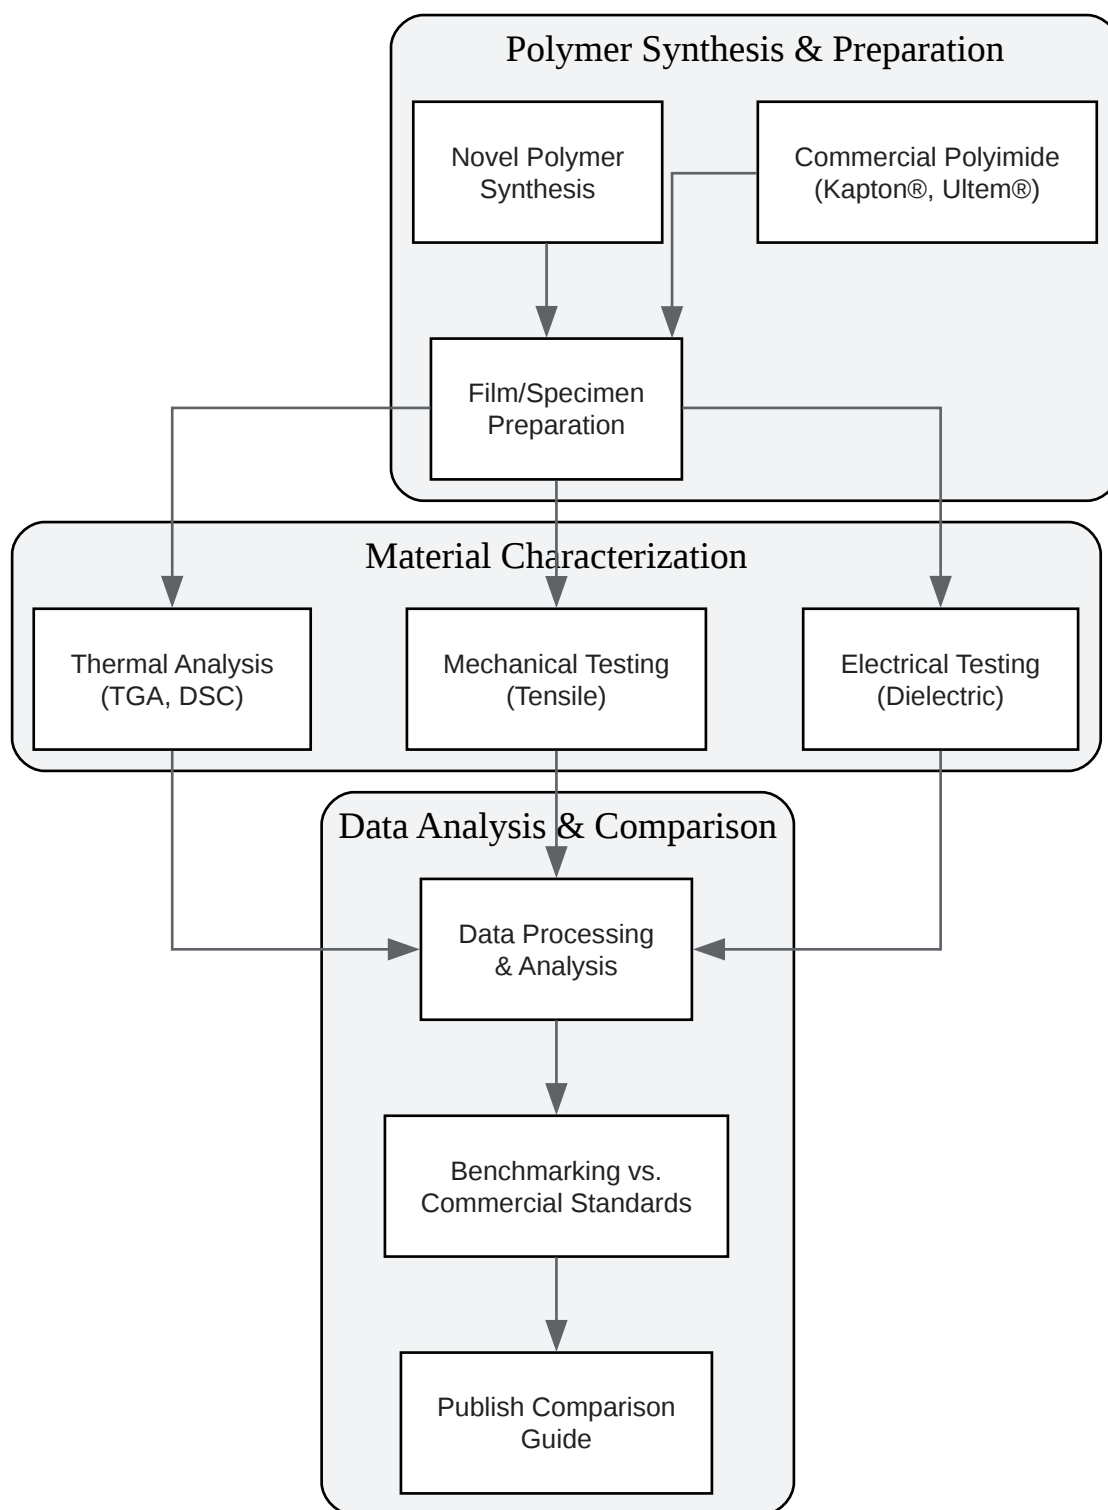 Polymer Synthesis & Preparation
Novel Polymer
Synthesis
Commercial Polyimide
(Kapton®, Ultem®)
Film/Specimen
Preparation
Material Characterization
Thermal Analysis
(TGA, DSC)
Mechanical Testing
(Tensile)
Electrical Testing
(Dielectric)
Data Analysis & Comparison
Data Processing
& Analysis
Benchmarking vs.
Commercial Standards
Publish Comparison
Guide